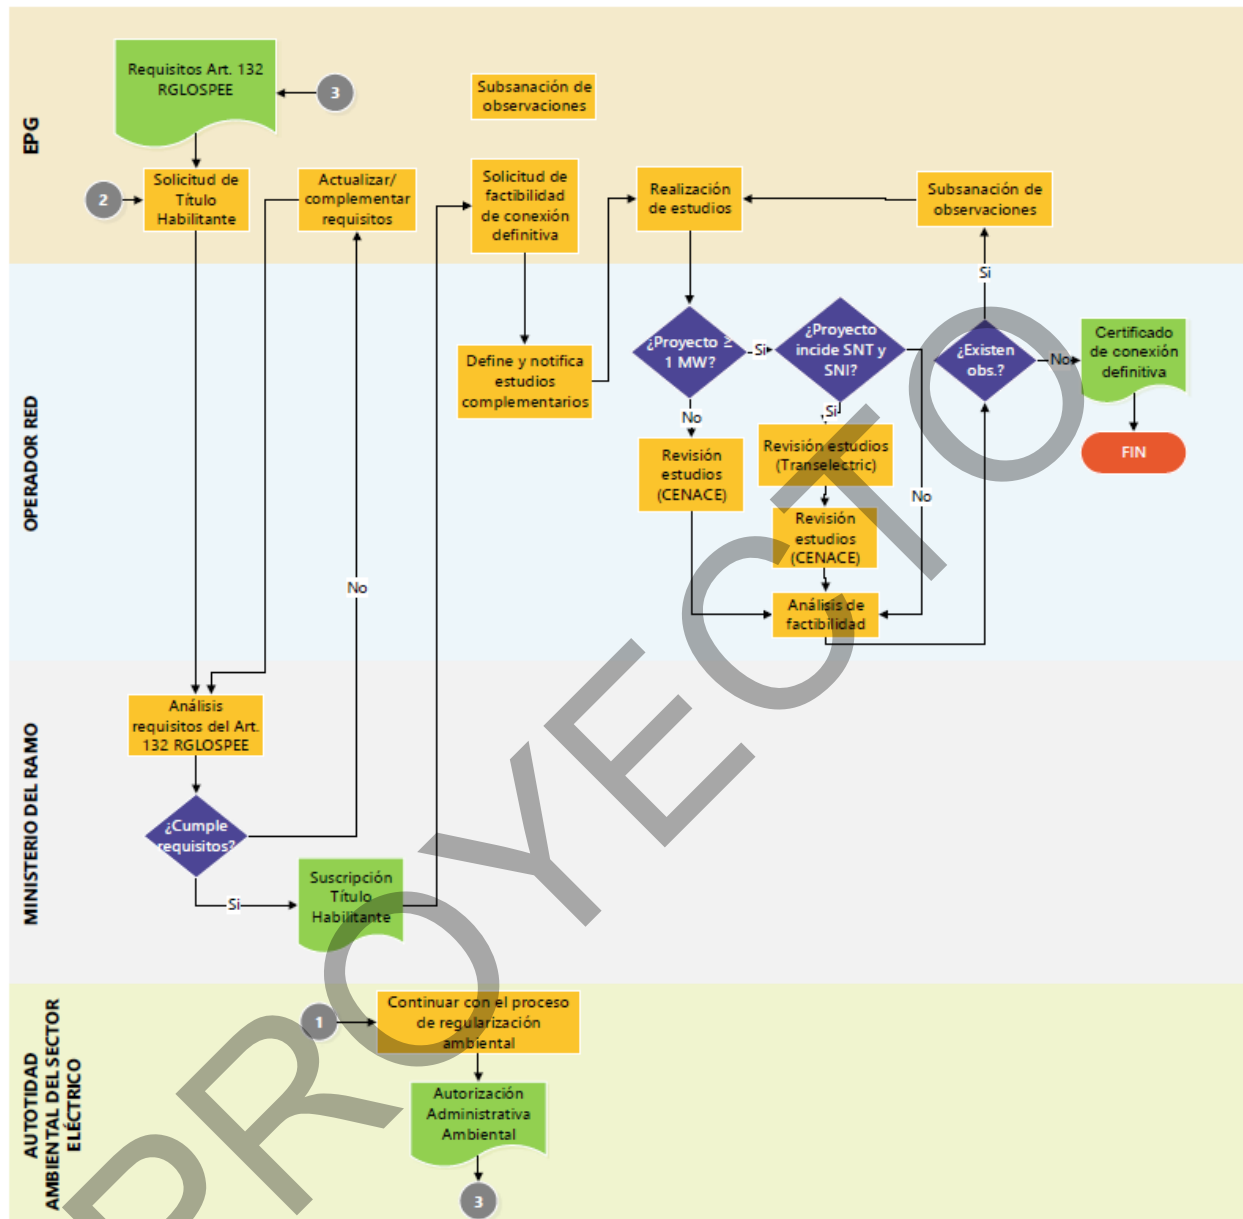 EPG
Requisitos Art. 132
RGLOSPEE
3
Subsanación de
observaciones
2
Solicitud de
Título
Habilitante
Actualizar/
complementar
requisitos
Solicitud de
factibilidad
de conexión
definitiva
Realización
de estudios
Subsanación de
observaciones
Si
OPERADOR RED
¿Proyecto ≥
1 MW?
Si
¿Proyecto
incide SNT y
SNI?
¿Existen
obs.?
No
Certificado
de conexión
definitiva
FIN
Define y notifica
estudios
complementarios
No
Si
Revisión
estudios
(CENACE)
Revisión estudios
(Transelectric)
No
Revisión
estudios
(CENACE)
Análisis de
factibilidad
No
MINISTERIO DEL RAMO
Análisis
requisitos del Art.
132 RGLOSPEE
¿Cumple
requisitos?
Si
Suscripción
Título
Habilitante
AUTOTIDAD
AMBIENTAL DEL SECTOR
ELÉCTRICO
1
Continuar con el proceso
de regularización
ambiental
Autorización
Administrativa
Ambiental
3
PROYECTO